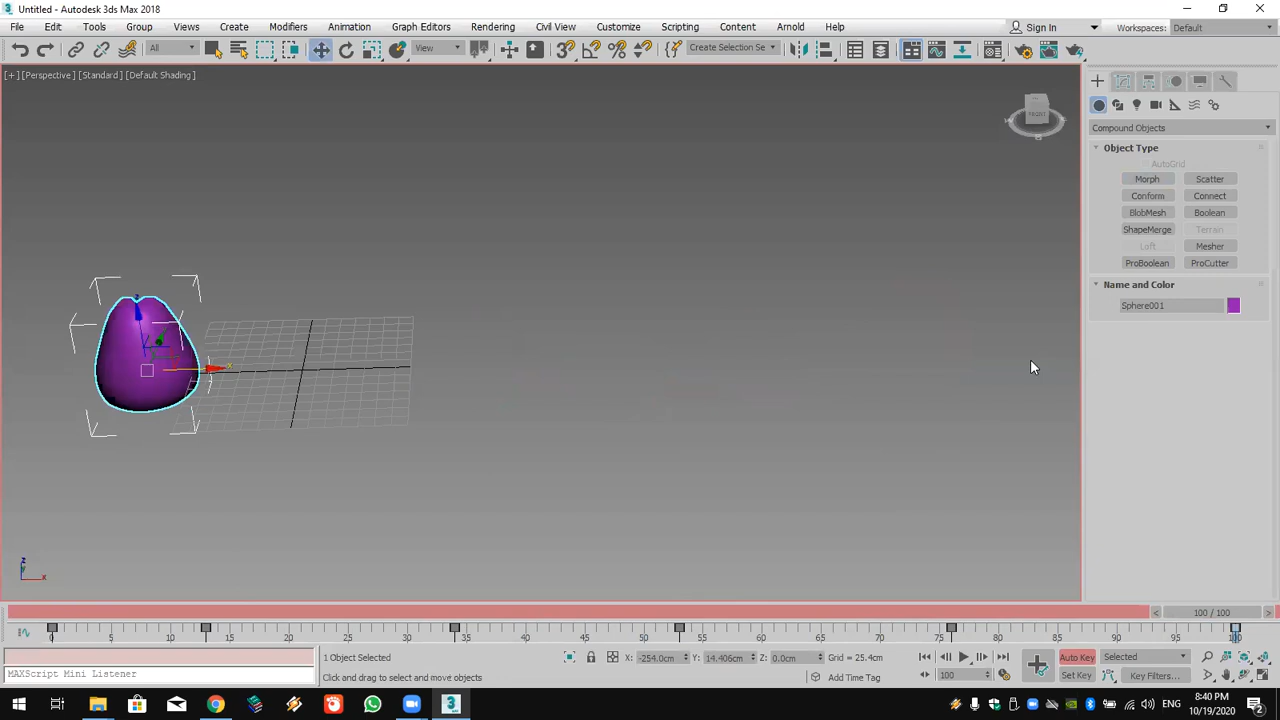 Untitled - Autodesk 3ds Max 2018
File Edit Tools Group Views Create Modifiers Animation Graph Editors Rendering Civil View Customize Scripting Content Arnold Help Sign In Workspaces: Default
All View Create Selection Se
[+] [Perspective] [Standard] [Default Shading]
Compound Objects
Object Type
AutoGrid
Morph Scatter
Conform Connect
BlobMesh Boolean
ShapeMerge Terrain
Loft Mesher
ProBoolean ProCutter
Name and Color
Sphere001
FRONT
x
z
x
100 / 100
0 5 10 15 20 25 30 35 40 45 50 55 60 65 70 75 80 85 90 95 100
1 Object Selected X: -254.0cm Y: 14.406cm Z: 0.0cm Grid = 25.4cm Auto Key Selected
MAXScript Mini Listener Click and drag to select and move objects Add Time Tag 100 Set Key Key Filters...
8:40 PM
10/19/2020
3
2